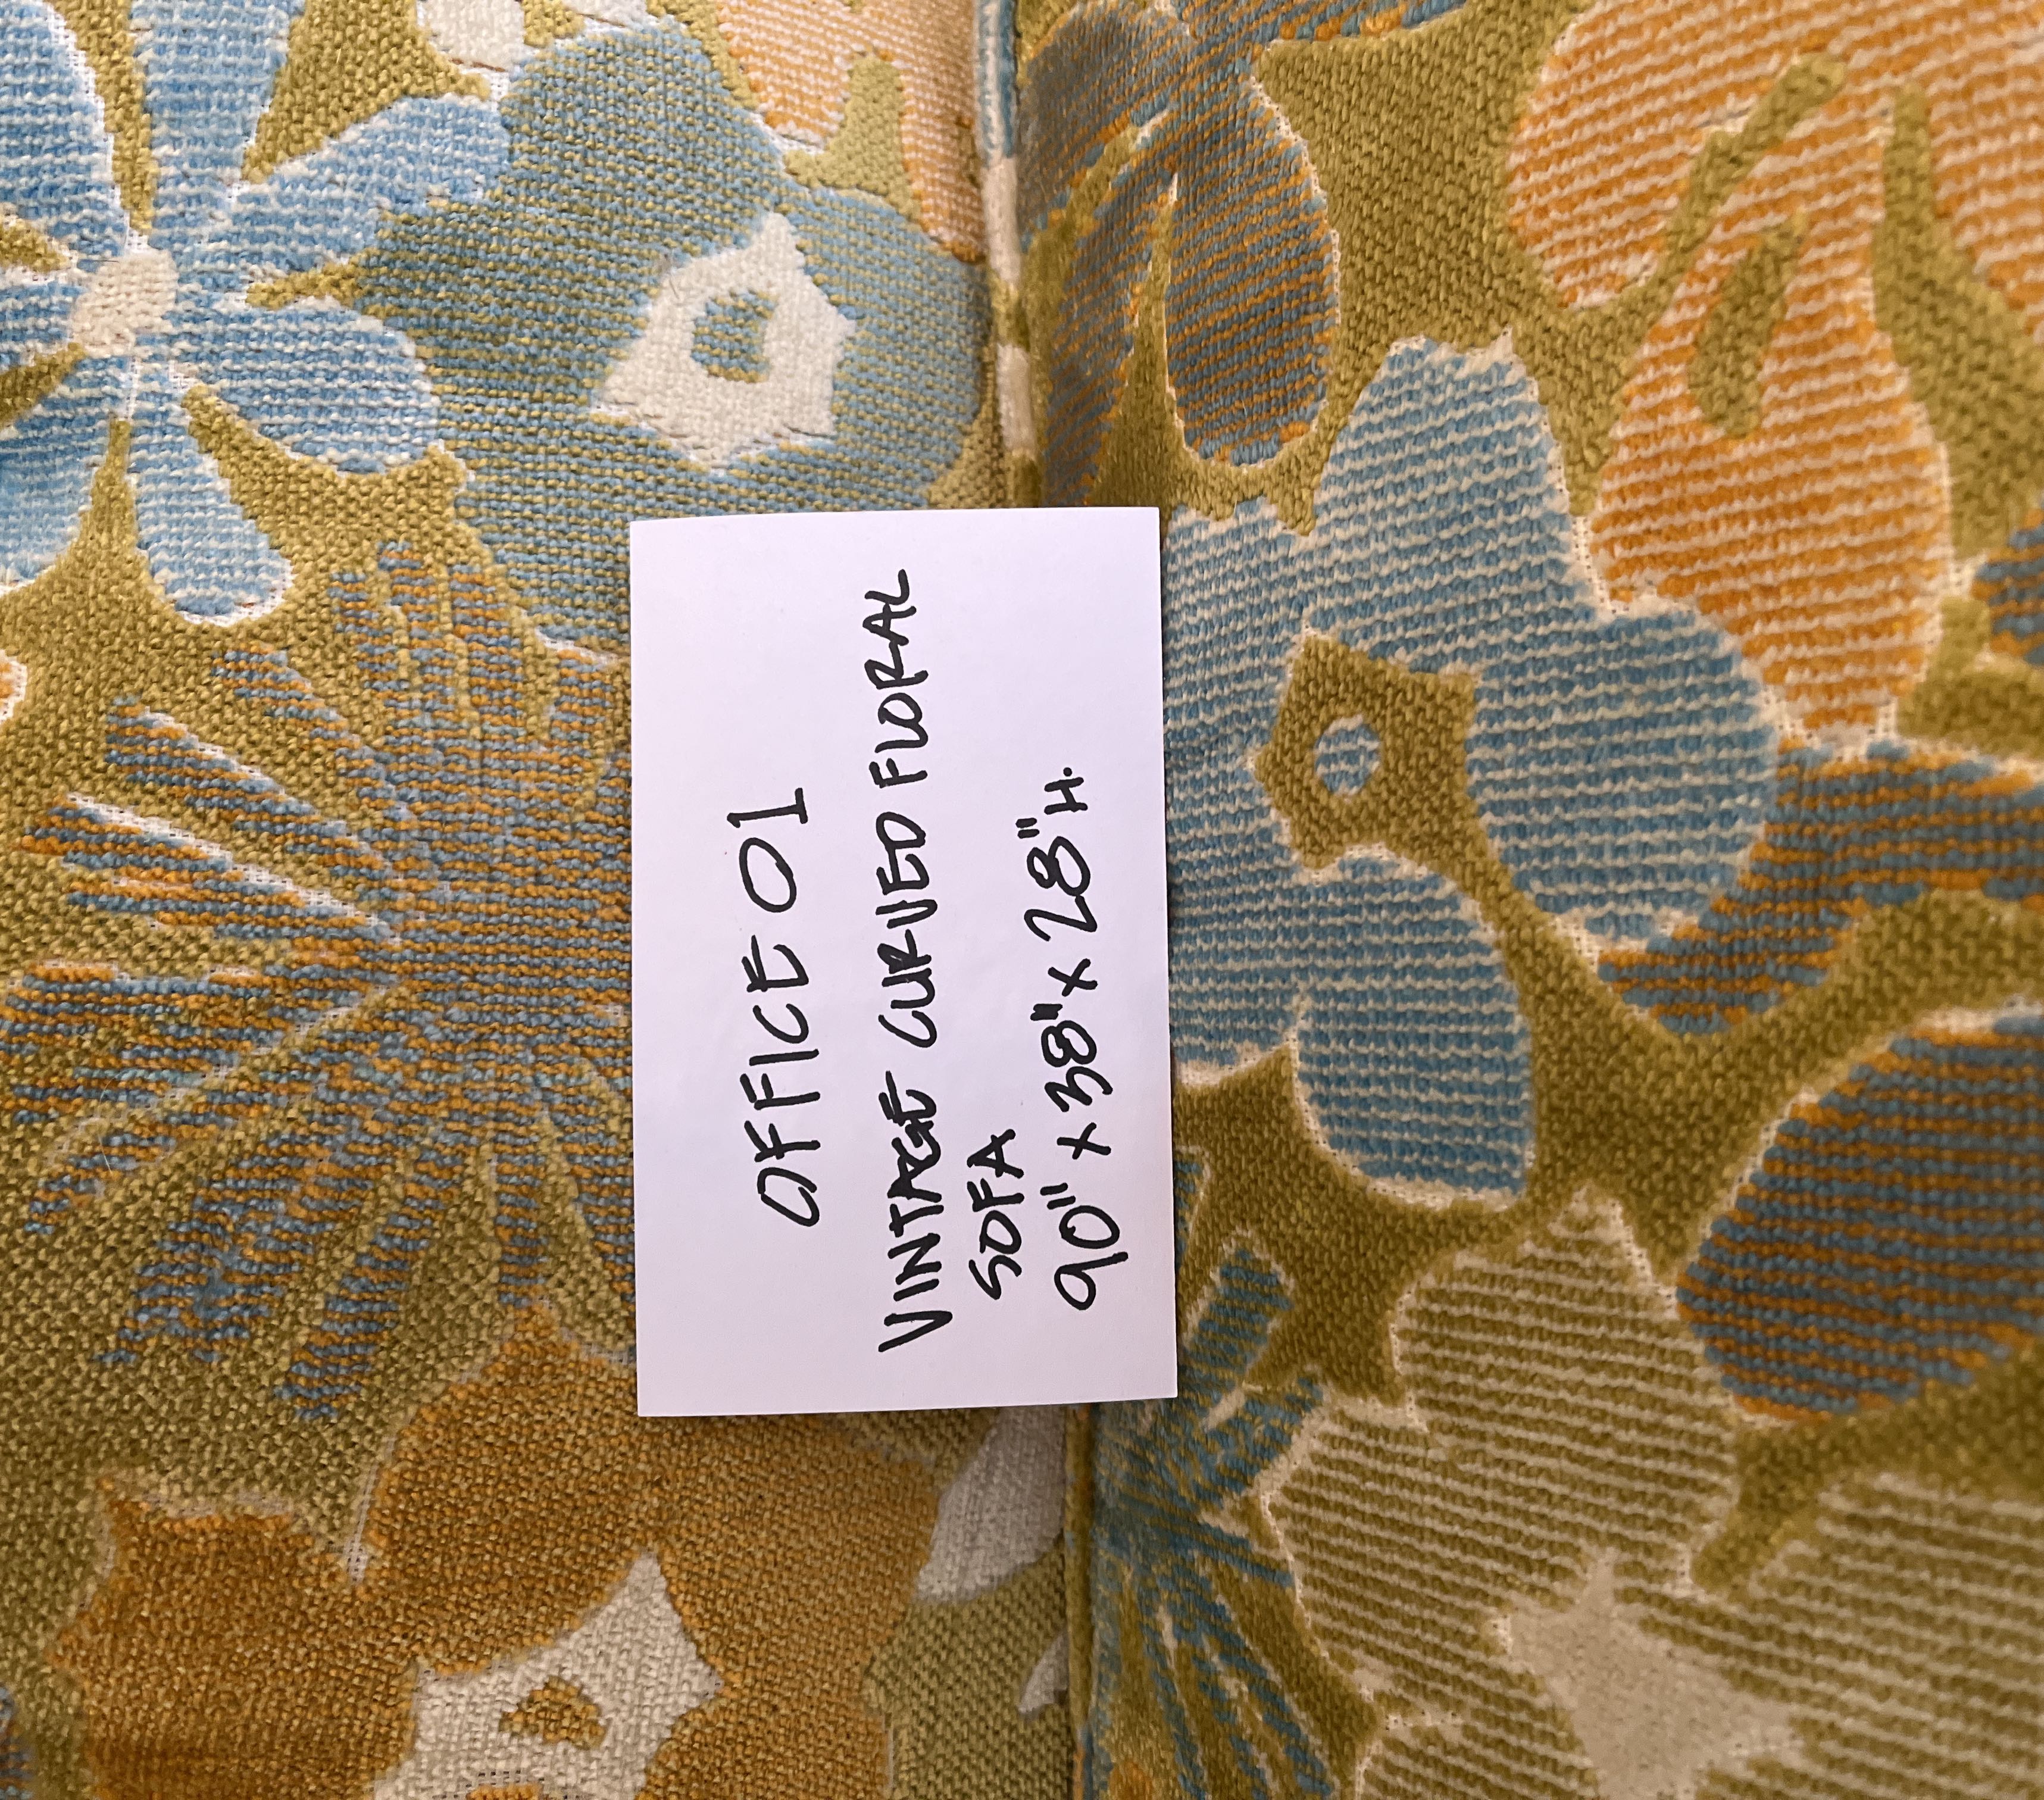 OFFICE 01
VINTAGE CURVED FLORAL
SOFA
90" x 38" x 28" H.